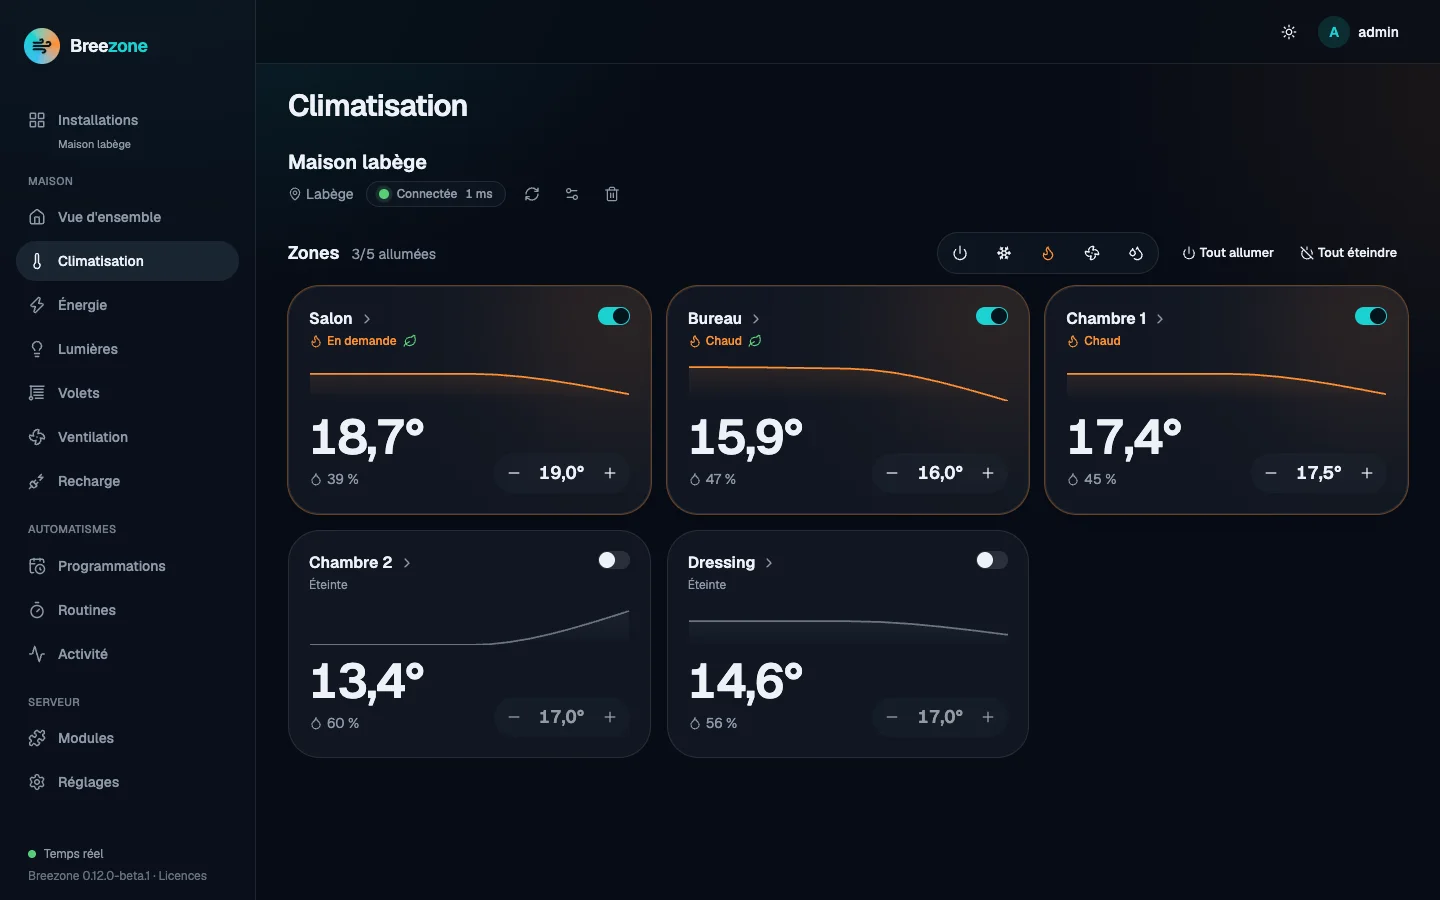 Breezone
A
admin
Climatisation
Installations
Maison labège
Maison labège
Labège
Connectée 1 ms
MAISON
Vue d'ensemble
Climatisation
Énergie
Lumières
Volets
Ventilation
Recharge
AUTOMATISMES
Programmations
Routines
Activité
SERVEUR
Modules
Réglages
Temps réel
Breezone 0.12.0-beta.1 · Licences
Zones 3/5 allumées
Tout allumer
Tout éteindre
Salon
En demande
18,7°
39 %
− 19,0° +
Bureau
Chaud
15,9°
47 %
− 16,0° +
Chambre 1
Chaud
17,4°
45 %
− 17,5° +
Chambre 2
Éteinte
13,4°
60 %
− 17,0° +
Dressing
Éteinte
14,6°
56 %
− 17,0° +